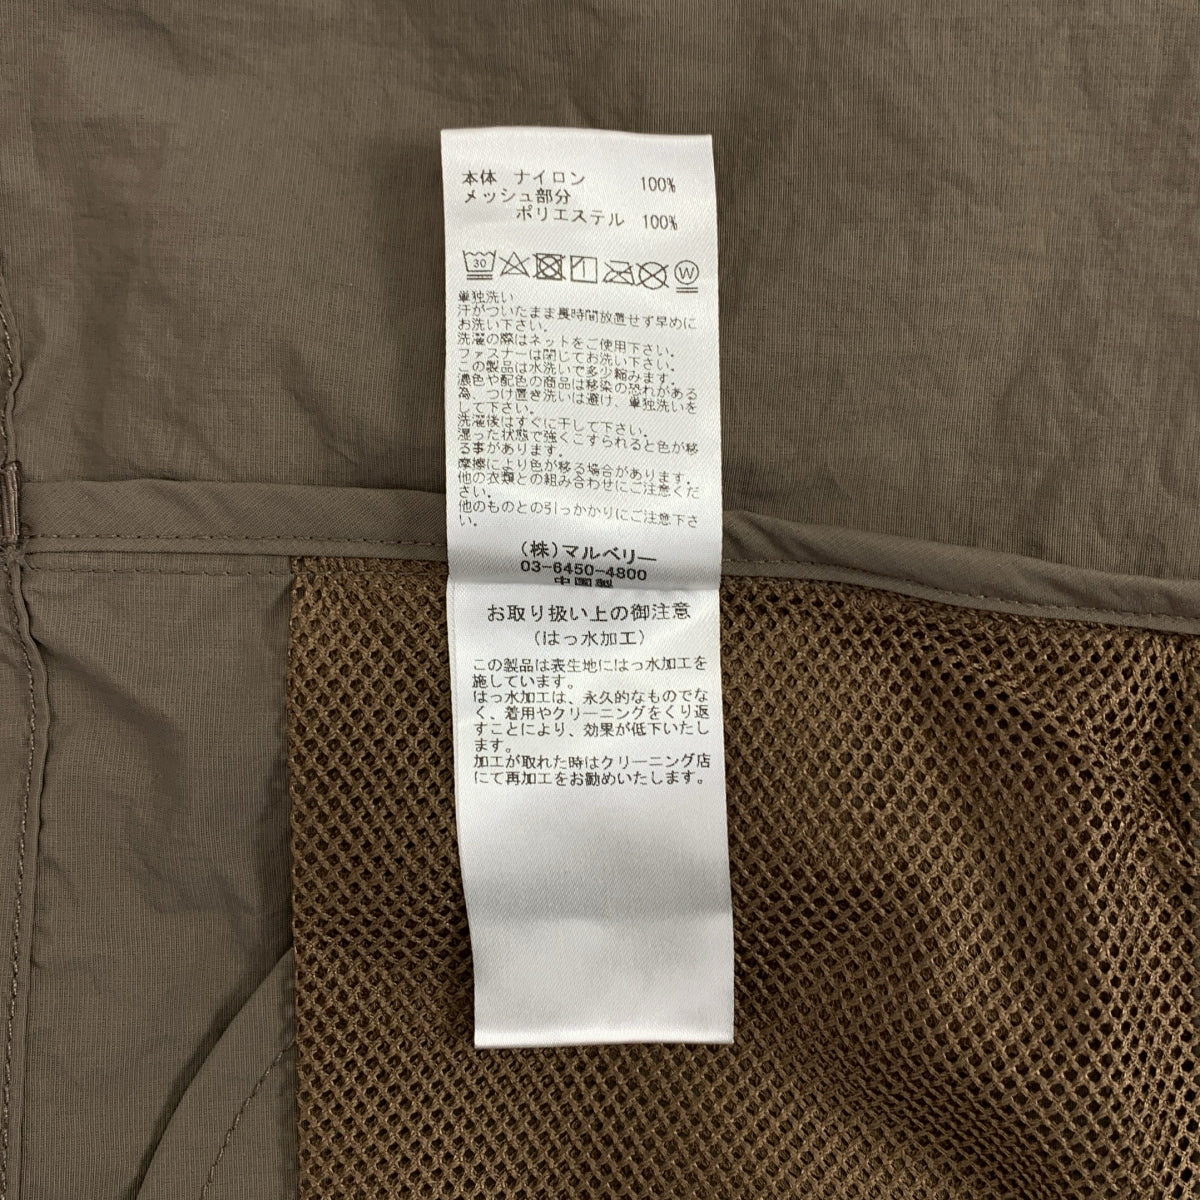 本体 ナイロン 100%
メッシュ部分
ポリエステル 100%
30 W
単独洗い
汗がついたまま長時間放置せず早めに
お洗い下さい。
洗濯の際はネットをご使用下さい。
ファスナーは閉じてお洗い下さい。
この製品は水洗いで多少縮みます。
濃色や配色の商品は移染の恐れがある
為、つけ置き洗いは避け、単独洗いを
して下さい。
洗濯後はすぐに干して下さい。
湿った状態で強くこすられると色が移
る事があります。
摩擦により色が移る場合があります。
他の衣類との組み合わせにご注意くだ
さい。
他のものとの引っかかりにご注意下さ
い。
(株)マルベリー
03-6450-4800
中国製
お取り扱い上の御注意
(はっ水加工)
この製品は表生地にはっ水加工を
施しています。
はっ水加工は、永久的なものでな
く、着用やクリーニングをくり返
すことにより、効果が低下いたし
ます。
加工が取れた時はクリーニング店
にて再加工をお勧めいたします。